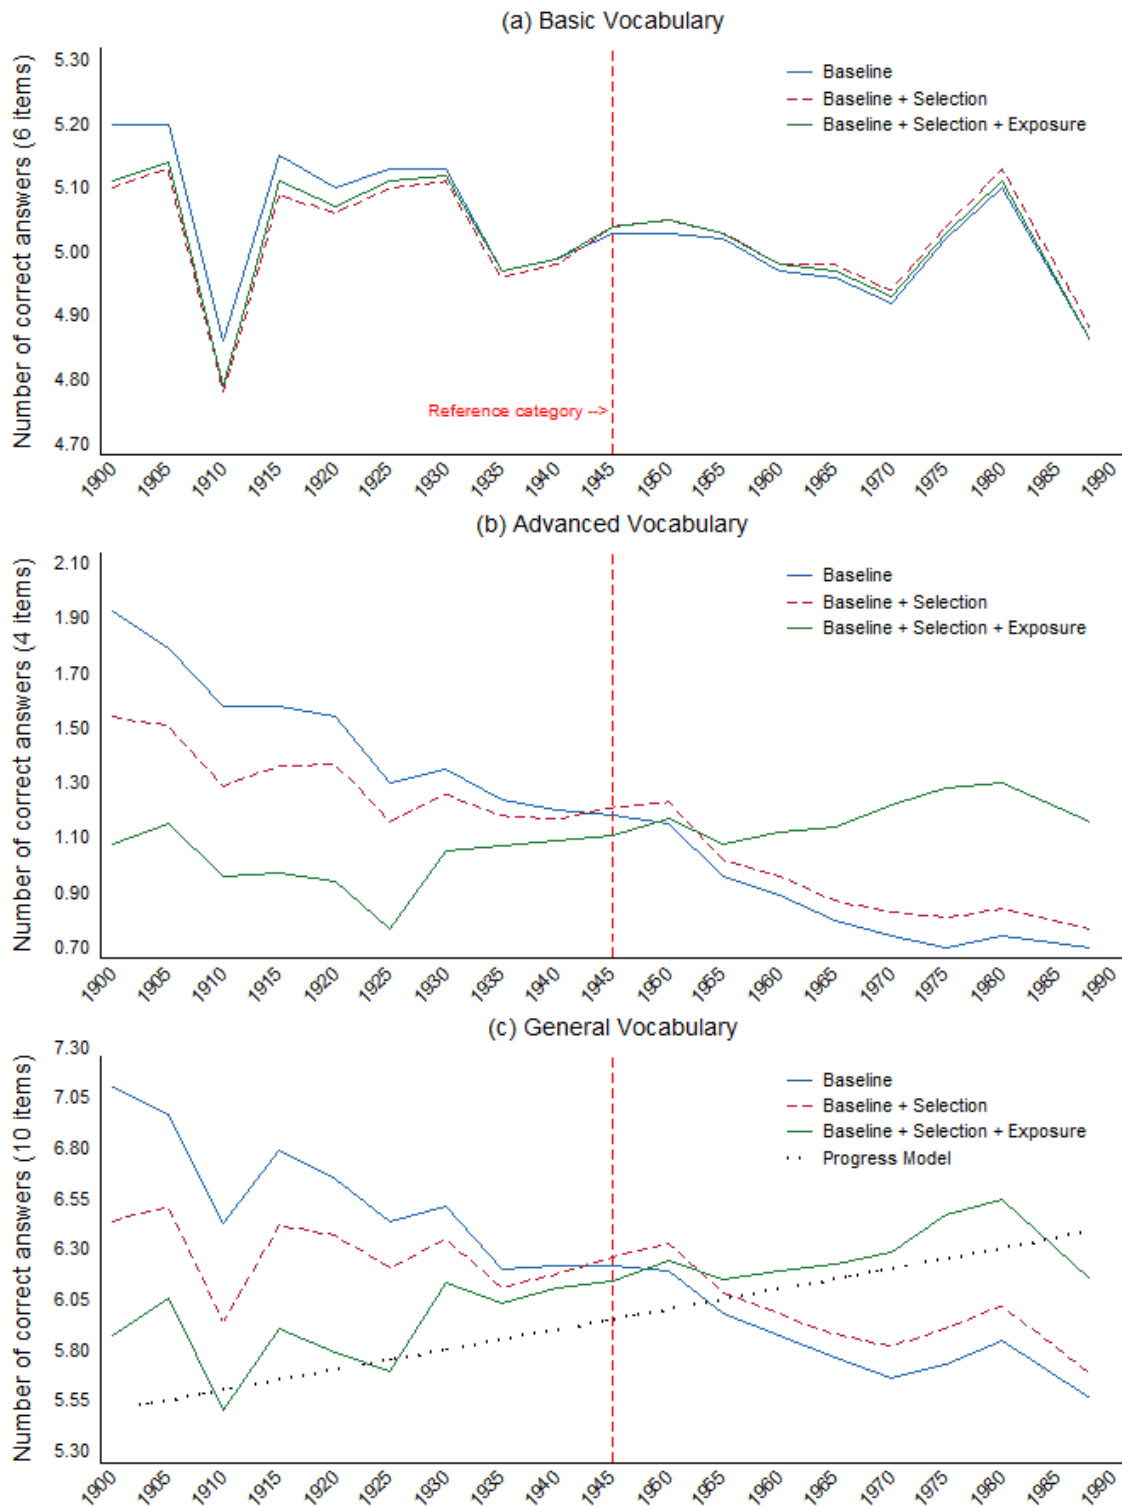 (a) Basic Vocabulary
Number of correct answers (6 items)
5.30
5.20
5.10
5.00
4.90
4.80
4.70
Baseline
Baseline + Selection
Baseline + Selection + Exposure
Reference category -->
1900 1905 1910 1915 1920 1925 1930 1935 1940 1945 1950 1955 1960 1965 1970 1975 1980 1985 1990
(b) Advanced Vocabulary
Number of correct answers (4 items)
2.10
1.90
1.70
1.50
1.30
1.10
0.90
0.70
Baseline
Baseline + Selection
Baseline + Selection + Exposure
1900 1905 1910 1915 1920 1925 1930 1935 1940 1945 1950 1955 1960 1965 1970 1975 1980 1985 1990
(c) General Vocabulary
Number of correct answers (10 items)
7.30
7.05
6.80
6.55
6.30
6.05
5.80
5.55
5.30
Baseline
Baseline + Selection
Baseline + Selection + Exposure
Progress Model
1900 1905 1910 1915 1920 1925 1930 1935 1940 1945 1950 1955 1960 1965 1970 1975 1980 1985 1990